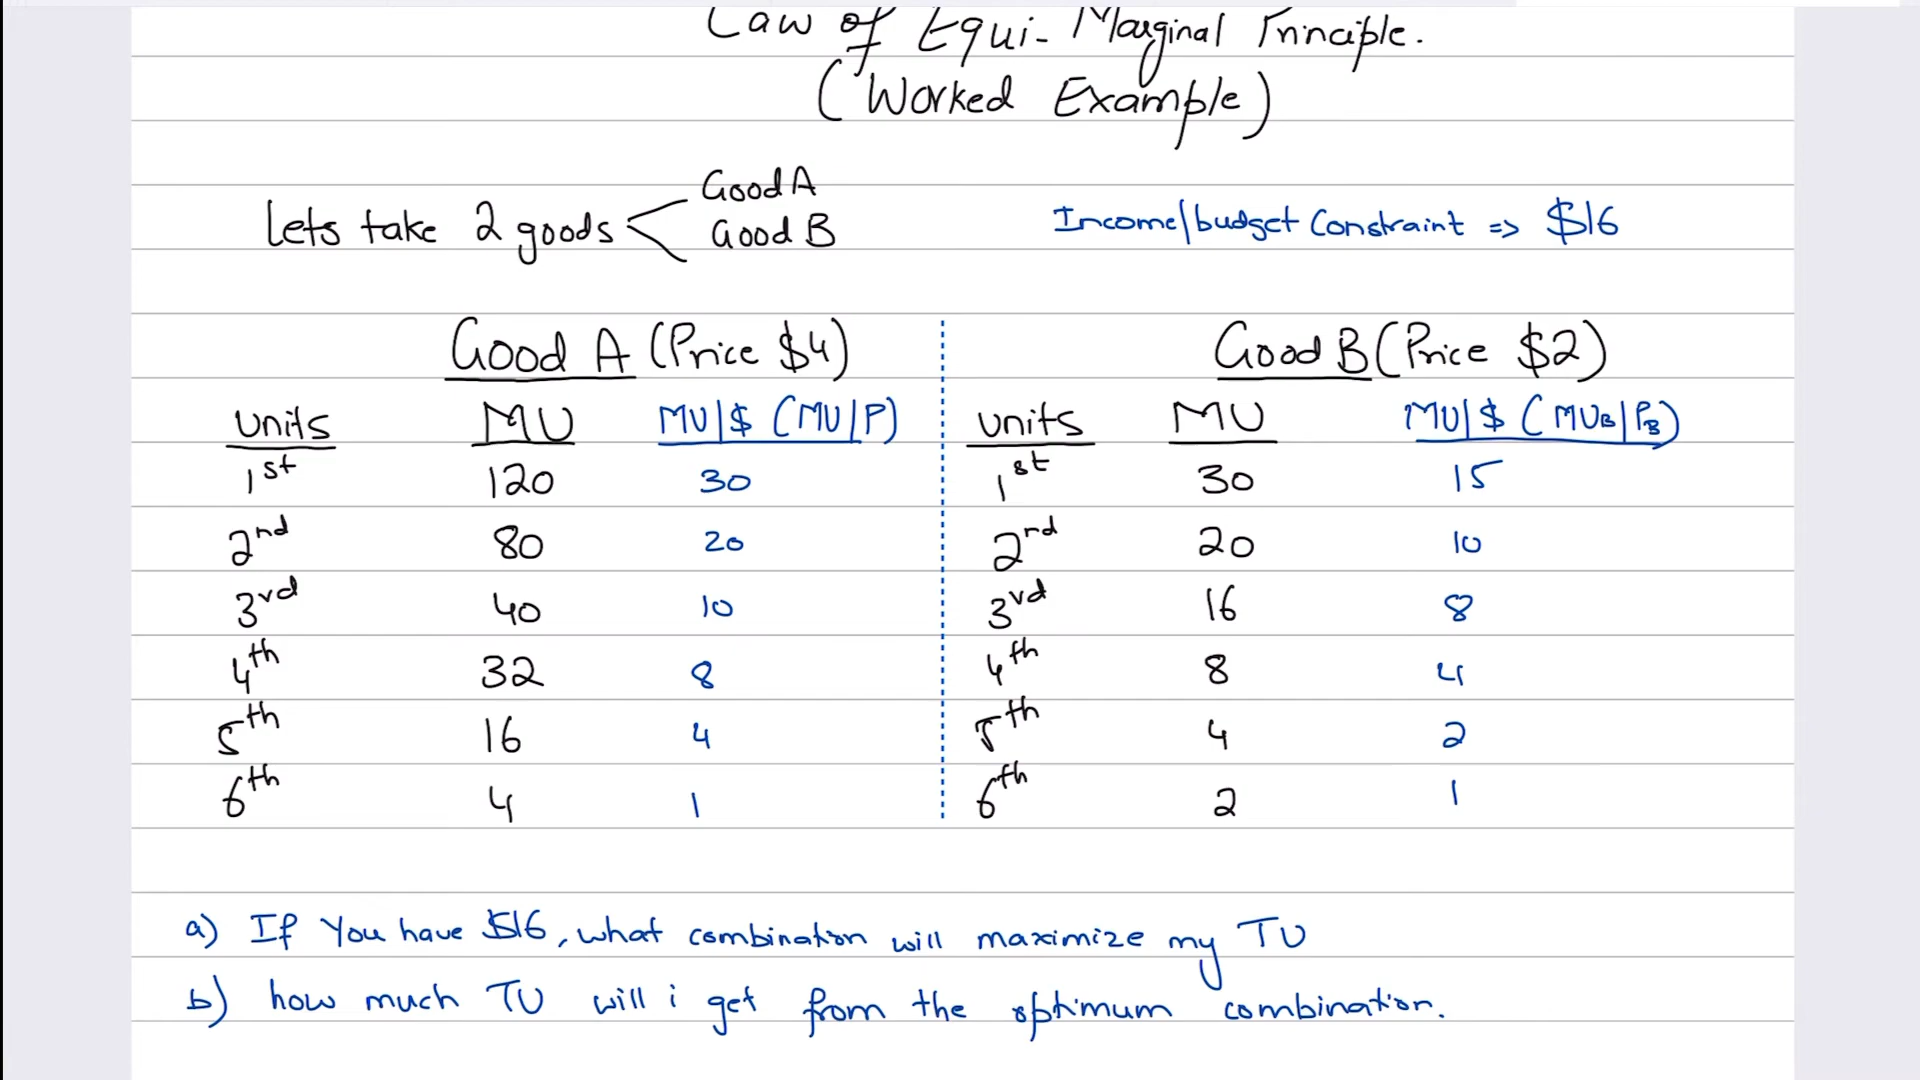 Law of Equi-Marginal Principle.
(Worked Example)
Lets take 2 goods
Good A
Good B
Income/budget Constraint => $16
Good A (Price $4)
Good B (Price $2)
units MU MU|$ (MU|P) units MU MU|$ (MUB|PB)
1st 120 30 1st 30 15
2nd 80 20 2nd 20 10
3rd 40 10 3rd 16 8
4th 32 8 4th 8 4
5th 16 4 5th 4 2
6th 4 1 6th 2 1
a) If You have $16, what combination will maximize my TU
b) how much TU will i get from the optimum combination.